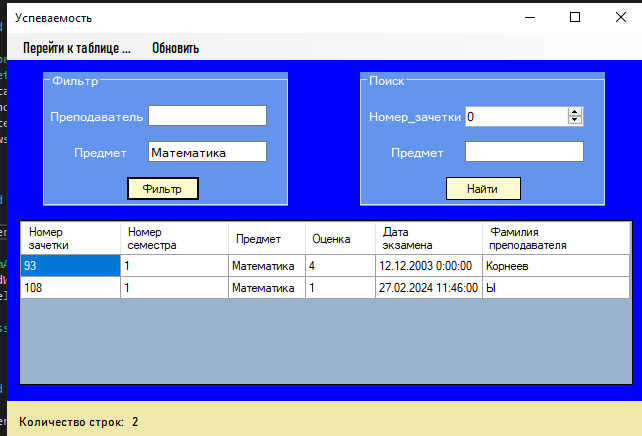 Успеваемость
Перейти к таблице ... Обновить
Фильтр
Преподаватель
Предмет Математика
Фильтр
Поиск
Номер_зачетки 0
Предмет
Найти
Номер зачетки Номер семестра Предмет Оценка Дата экзамена Фамилия преподавателя
93 1 Математика 4 12.12.2003 0:00:00 Корнеев
108 1 Математика 1 27.02.2024 11:46:00 Ы
Количество строк: 2